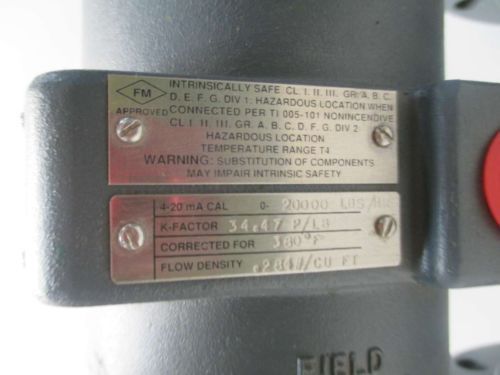 FM
APPROVED
INTRINSICALLY SAFE CL I. II. III. GR. A. B. C.
D. E. F. G. DIV 1: HAZARDOUS LOCATION WHEN
CONNECTED PER TI 005-101 NONINCENDIVE
CL I. II. III. GR. A. B. C. D. F. G. DIV 2:
HAZARDOUS LOCATION
TEMPERATURE RANGE T4
WARNING: SUBSTITUTION OF COMPONENTS
MAY IMPAIR INTRINSIC SAFETY
4-20 mA CAL 0- 20000 LBS/HR
K-FACTOR 34.47 P/LB
CORRECTED FOR 380°F
FLOW DENSITY .284#/CU FT
FIELD